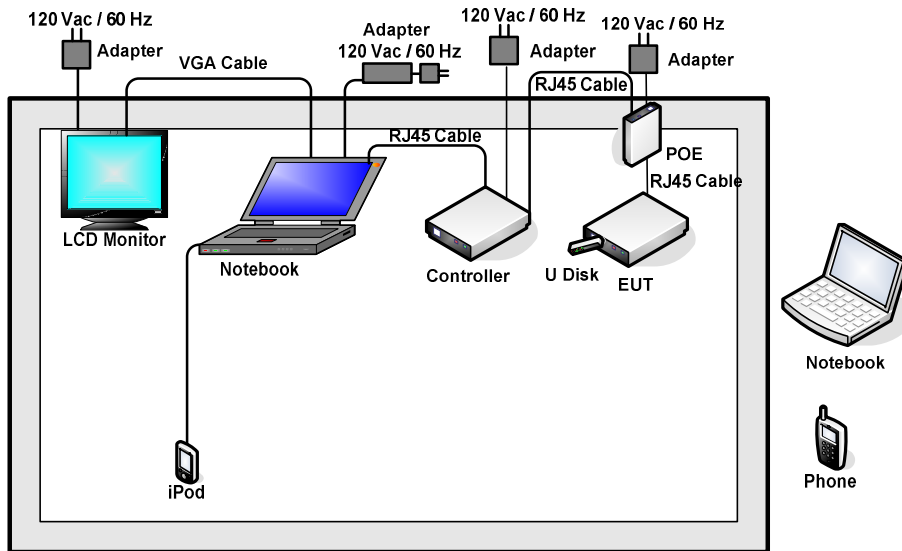 120 Vac / 60 Hz
Adapter
VGA Cable
Adapter
120 Vac / 60 Hz
120 Vac / 60 Hz
Adapter
120 Vac / 60 Hz
Adapter
RJ45 Cable
RJ45 Cable
POE
RJ45 Cable
LCD Monitor
Notebook
Controller
U Disk
EUT
iPod
Notebook
Phone